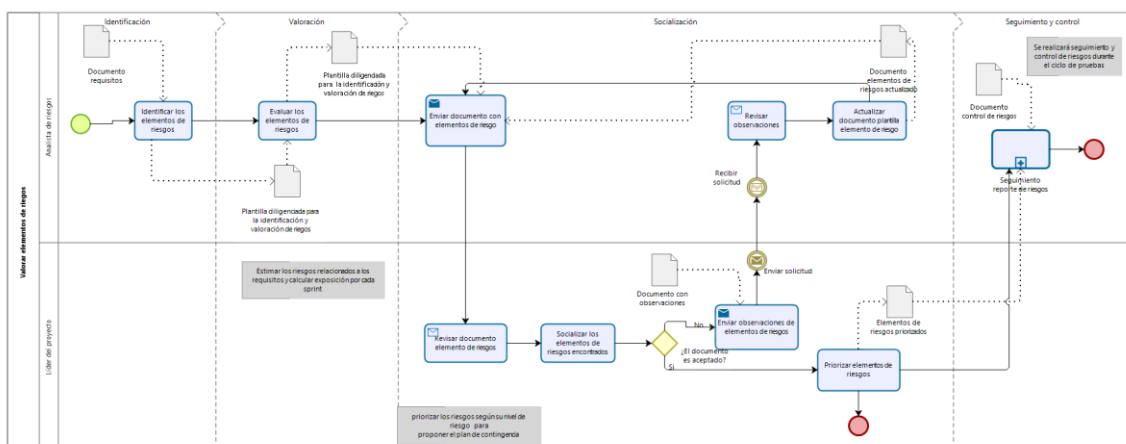 Identificación
Valoración
Socialización
Seguimiento y control
Valorar elementos de riegos
Analista de riesgos
Líder del proyecto
Documento
requisitos
Identificar los
elementos de
riesgos
Evaluar los
elementos de
riesgos
Plantilla diligendada
para la identificación y
valoración de riegos
Plantilla diligenciada para
la identificación y
valoración de riegos
Enviar documento con
elementos de riesgo
Revisar
observaciones
Actualizar
documento plantilla
elemento de riesgo
Documento
elementos de
riesgos actualizado
Recibir
solicitud
Enviar solicitud
Se realizará seguimiento y
control de riesgos durante
el ciclo de pruebas
Documento
control de riesgos
Seguimiento
reporte de riesgos
Estimar los riesgos relacionados a los
requisitos y calcular exposición por cada
sprint
Documento con
observaciones
Enviar observaciones de
elementos de riesgos
Elementos de
riesgos priorizados
Revisar documento
elemento de riesgos
Socializar los
elementos de
riesgos encontrados
No
¿El documento
es aceptado?
Si
Priorizar elementos de
riesgos
priorizar los riesgos según su nivel de
riesgo para
proponer el plan de contingencia